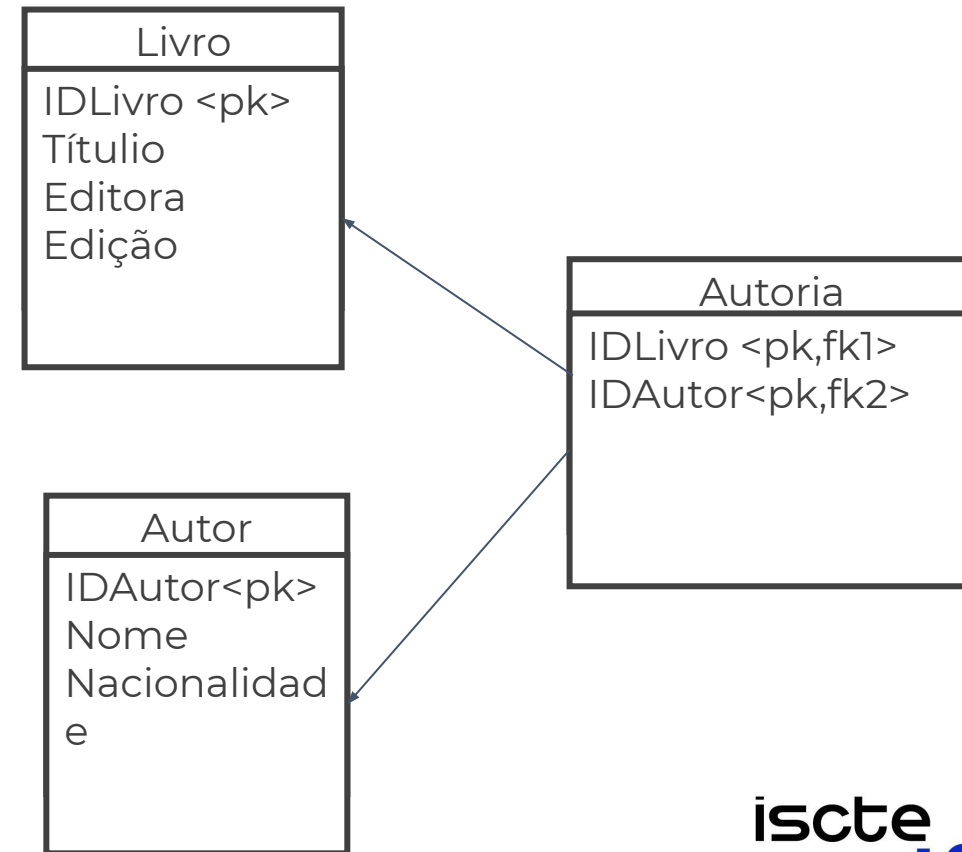 Livro
IDLivro <pk>
Títulio
Editora
Edição
Autoria
IDLivro <pk,fk1>
IDAutor<pk,fk2>
Autor
IDAutor<pk>
Nome
Nacionalidad
e
iscte